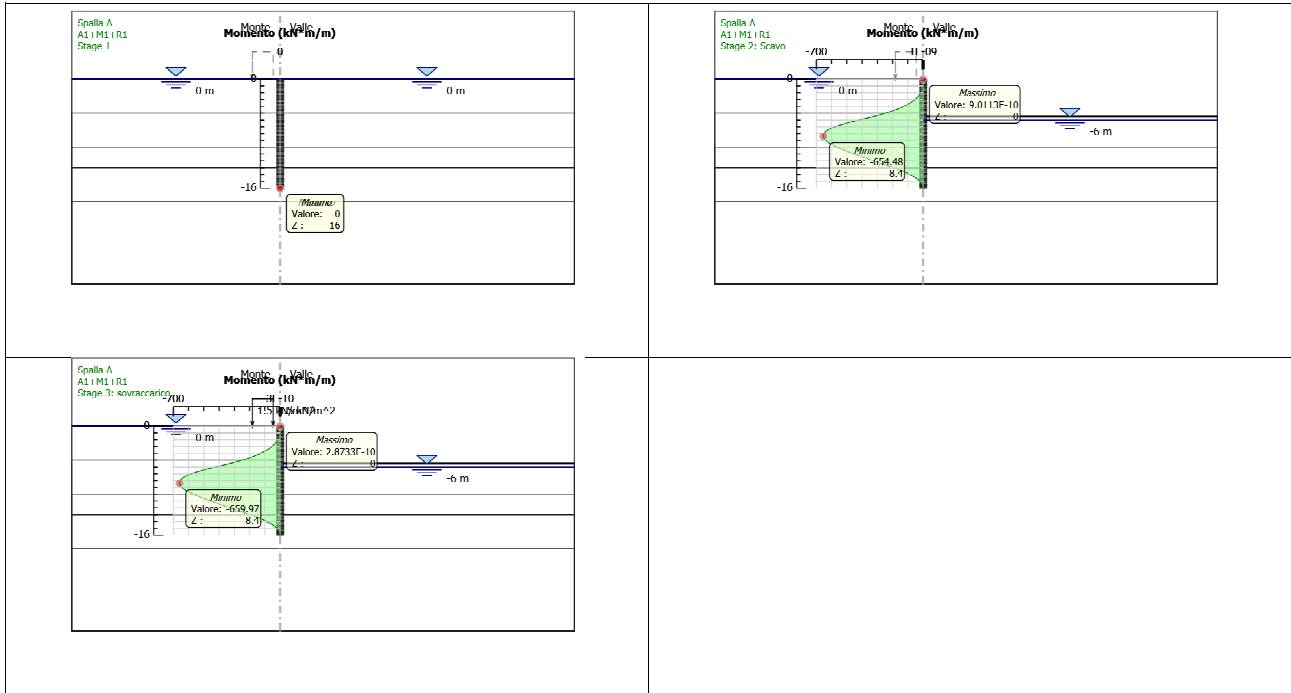 Spalla A
A1+M1+R1
Stage 1
Monte Valle
Momento (kN*m/m)
0
0
0 m
0 m
-16
Valore: 0
Z : 16
Spalla A
A1+M1+R1
Stage 2: Scavo
Monte Valle
Momento (kN*m/m)
-700
0
0 m
Massimo
Valore: 9.0113E-10
Z : 0
-6 m
Minimo
Valore: -654.48
Z : 8.4
-16
Spalla A
A1+M1+R1
Stage 3: sovraccarico
Monte Valle
Momento (kN*m/m)
-700
0
0 m
Massimo
Valore: 2.8733E-10
Z : 0
-6 m
Minimo
Valore: -659.97
Z : 8.4
-16